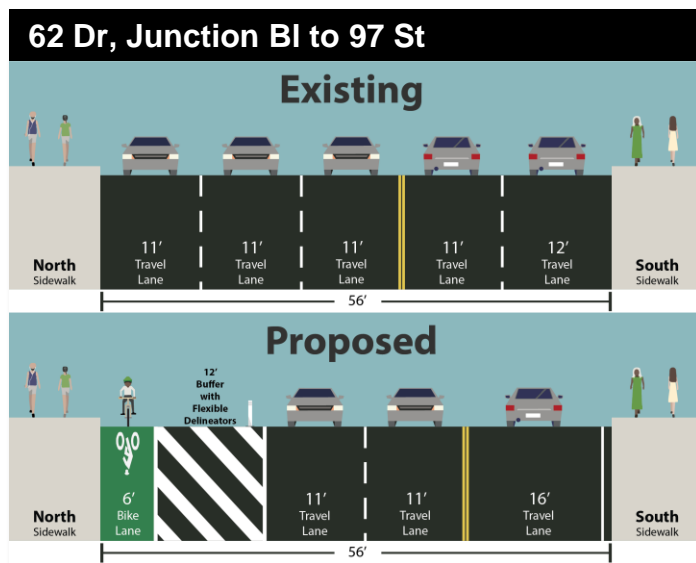 62 Dr, Junction Bl to 97 St
Existing
11'
Travel
Lane
11'
Travel
Lane
11'
Travel
Lane
11'
Travel
Lane
12'
Travel
Lane
North
Sidewalk
South
Sidewalk
56'
Proposed
12'
Buffer
with
Flexible
Delineators
6'
Bike
Lane
11'
Travel
Lane
11'
Travel
Lane
16'
Travel
Lane
North
Sidewalk
South
Sidewalk
56'